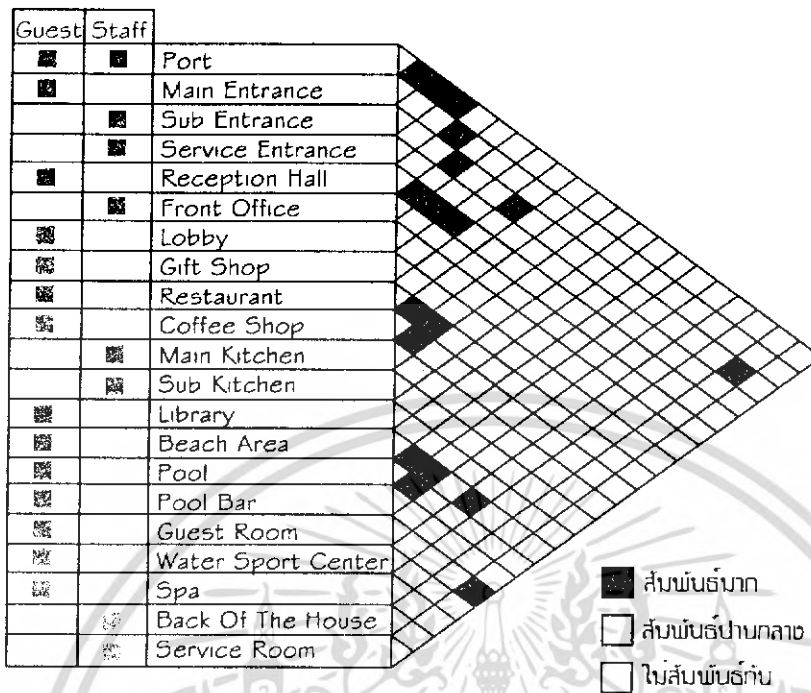 Guest Staff
Port
Main Entrance
Sub Entrance
Service Entrance
Reception Hall
Front Office
Lobby
Gift Shop
Restaurant
Coffee Shop
Main Kitchen
Sub Kitchen
Library
Beach Area
Pool
Pool Bar
Guest Room
Water Sport Center
Spa
Back Of The House
Service Room
สัมพันธ์มาก
สัมพันธ์ปานกลาง
ไม่สัมพันธ์กัน